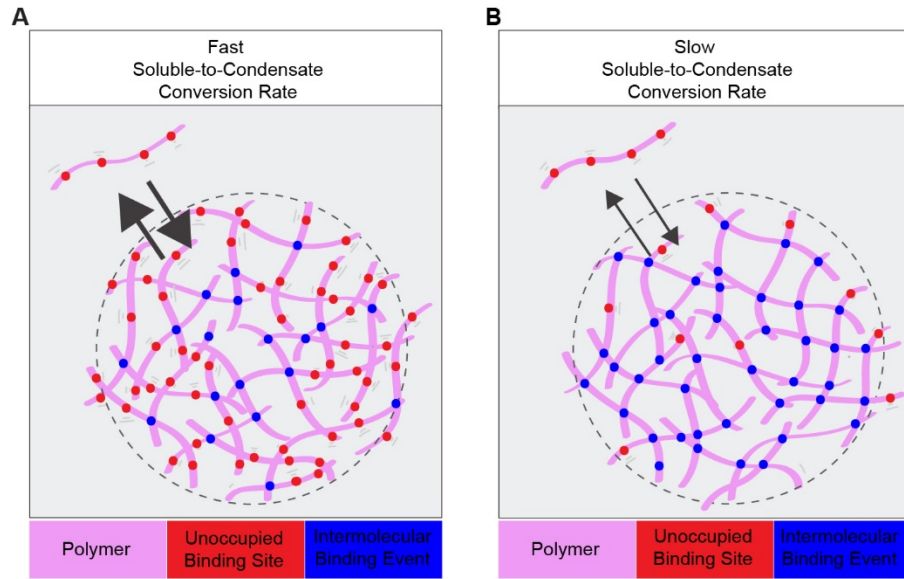 A
Fast
Soluble-to-Condensate
Conversion Rate
Polymer
Unoccupied
Binding Site
Intermolecular
Binding Event
B
Slow
Soluble-to-Condensate
Conversion Rate
Polymer
Unoccupied
Binding Site
Intermolecular
Binding Event